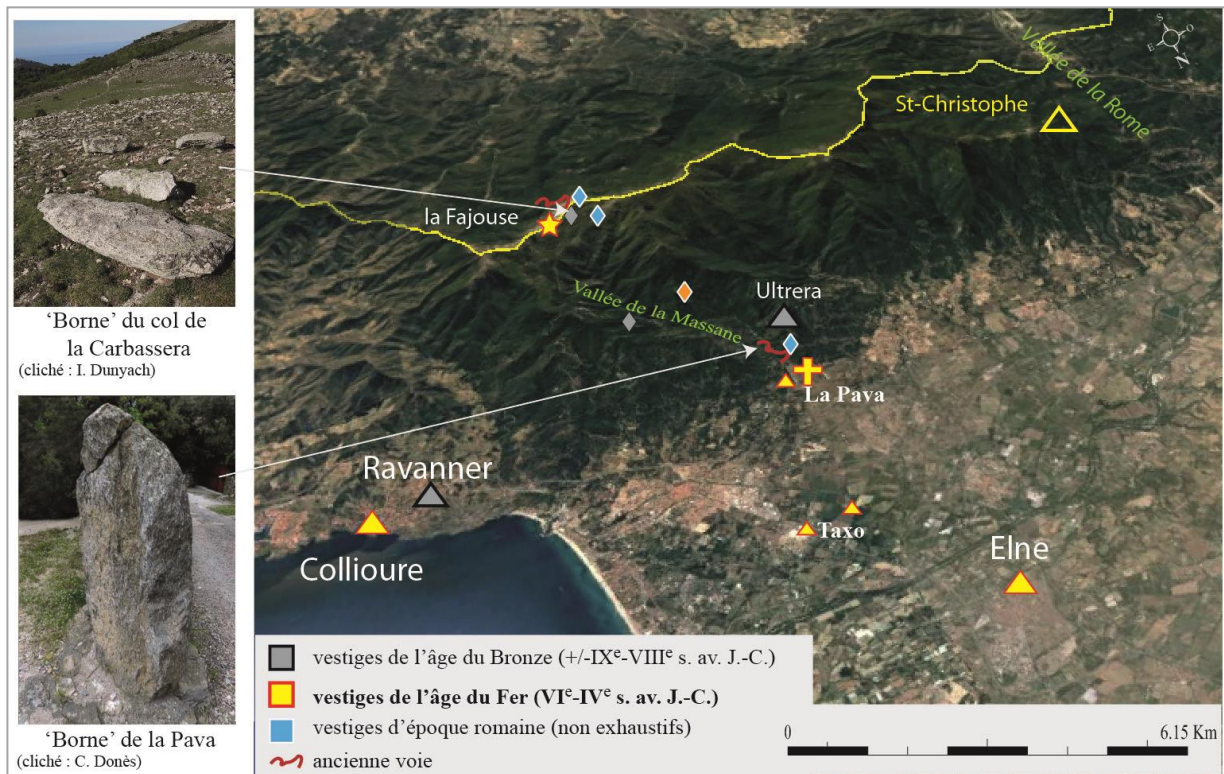 'Borne' du col de
la Carbassera
(cliché : I. Dunyach)
'Borne' de la Pava
(cliché : C. Donès)
S
O
E
N
Vallée de la Rome
St-Christophe
la Fajouse
Vallée de la Massane
Ultrera
La Pava
Ravanner
Collioure
Taxo
Elne
vestiges de l'âge du Bronze (+/-IXe-VIIIe s. av. J.-C.)
vestiges de l'âge du Fer (VIe-IVe s. av. J.-C.)
vestiges d'époque romaine (non exhaustifs)
ancienne voie
0
6.15 Km